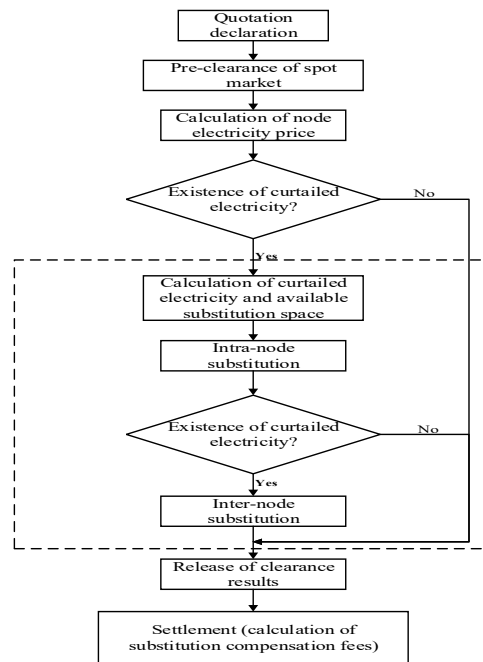 Quotation
declaration
Pre-clearance of spot
market
Calculation of node
electricity price
Existence of curtailed
electricity?
No
Yes
Calculation of curtailed
electricity and available
substitution space
Intra-node
substitution
Existence of curtailed
electricity?
No
Yes
Inter-node
substitution
Release of clearance
results
Settlement (calculation of
substitution compensation fees)